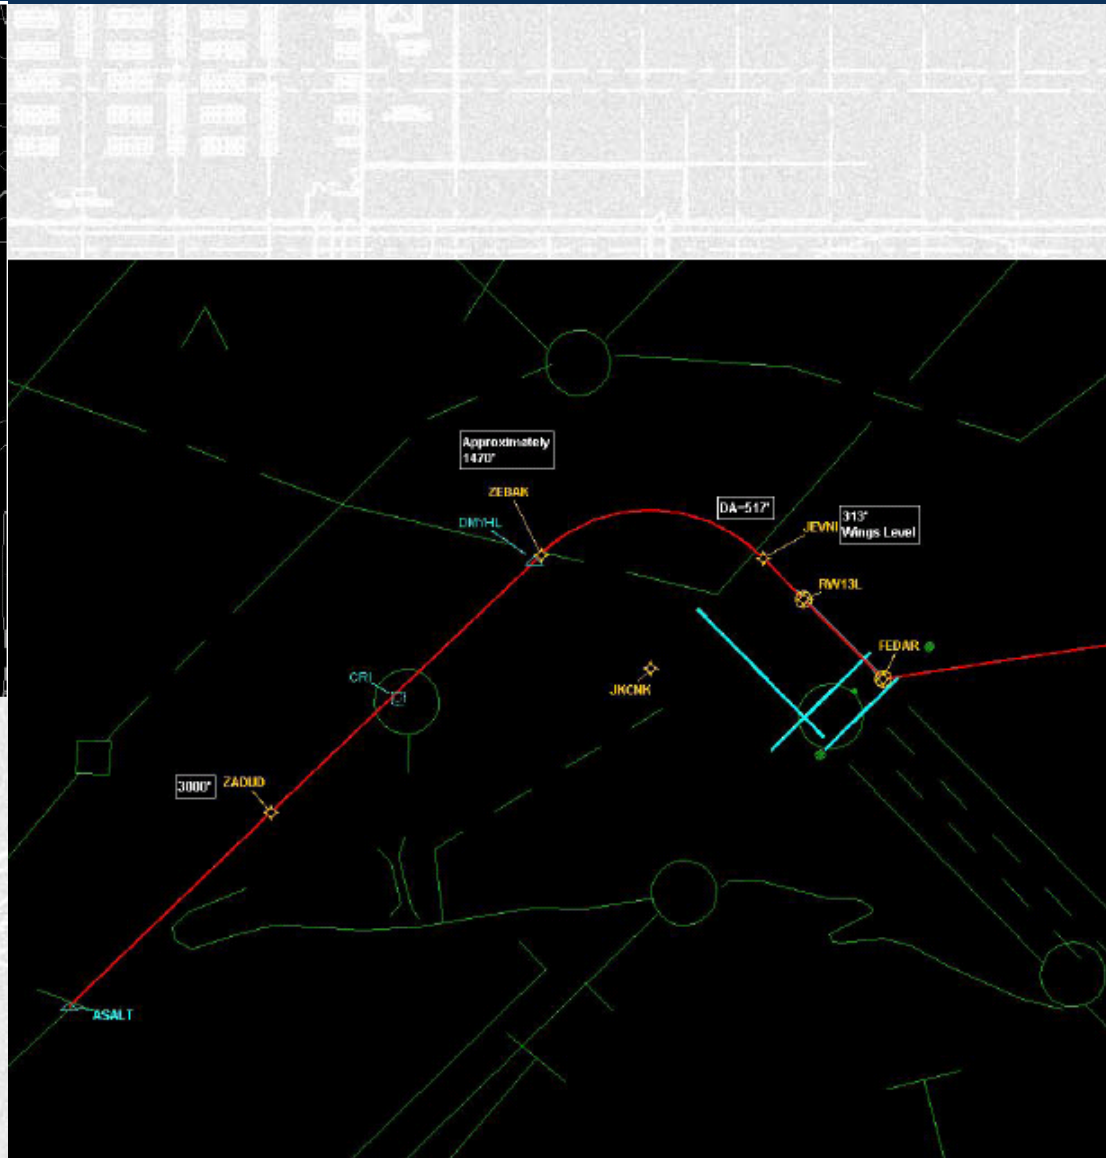 Approximately
1470'
ZEBAK
DMYHL
DA=517'
JEVNI
313'
Wings Level
RW13L
FEDAR
CRI
JKCNK
3000'
ZADUD
ASALT